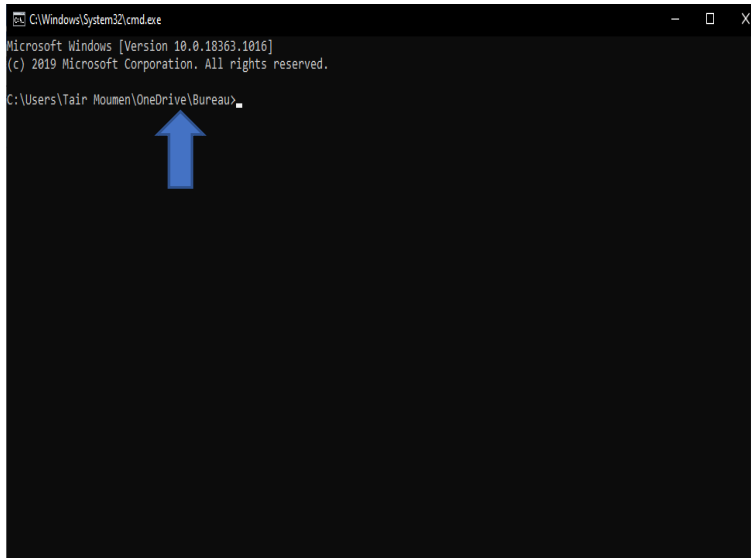 C:\Windows\System32\cmd.exe
Microsoft Windows [Version 10.0.18363.1016]
(c) 2019 Microsoft Corporation. All rights reserved.
C:\Users\Tair Moumen\OneDrive\Bureau>